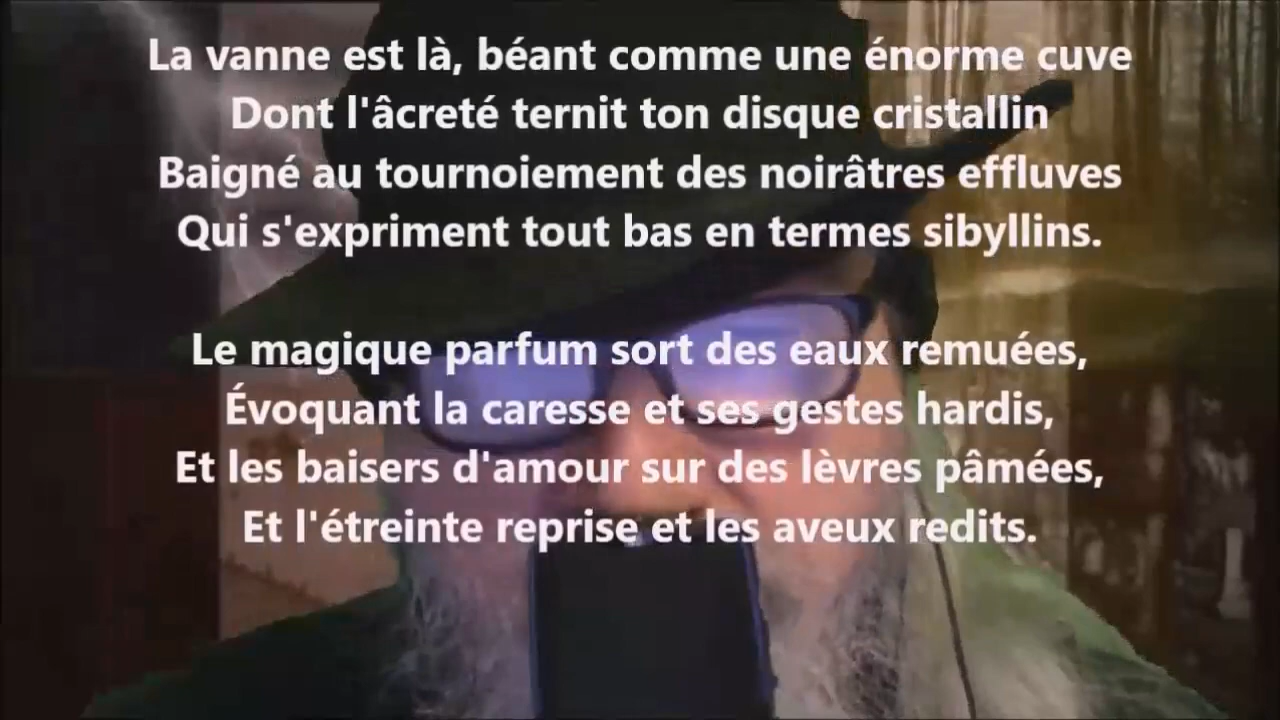 La vanne est là, béant comme une énorme cuve
Dont l'âcreté ternit ton disque cristallin
Baigné au tournoiement des noirâtres effluves
Qui s'expriment tout bas en termes sibyllins.
Le magique parfum sort des eaux remuées,
Évoquant la caresse et ses gestes hardis,
Et les baisers d'amour sur des lèvres pâmées,
Et l'étreinte reprise et les aveux redits.